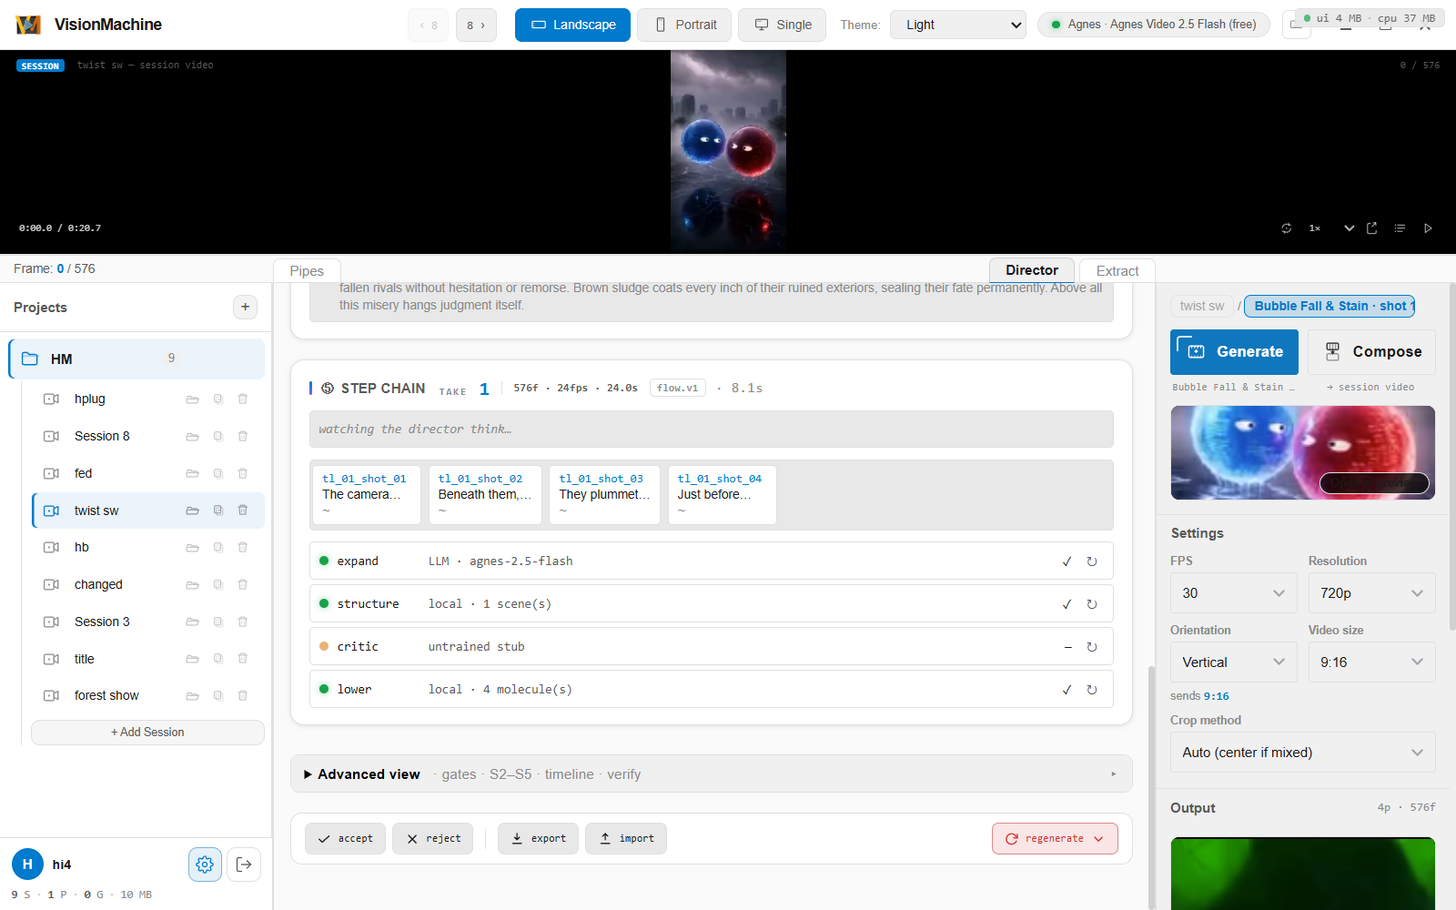 VisionMachine
‹ 8
8 ›
Landscape
Portrait
Single
Theme:
Light
Agnes · Agnes Video 2.5 Flash (free)
ui 4 MB · cpu 37 MB
SESSION
twist sw — session video
0 / 576
0:00.0 / 0:20.7
1×
Frame: 0 / 576
Pipes
Director
Extract
Projects
+
HM
9
hplug
Session 8
fed
twist sw
hb
changed
Session 3
title
forest show
+ Add Session
H
hi4
9 S · 1 P · 0 G · 10 MB
fallen rivals without hesitation or remorse. Brown sludge coats every inch of their ruined exteriors, sealing their fate permanently. Above all
this misery hangs judgment itself.
STEP CHAIN
TAKE 1
576f · 24fps · 24.0s
flow.v1
· 8.1s
watching the director think…
tl_01_shot_01
The camera…
~
tl_01_shot_02
Beneath them,…
~
tl_01_shot_03
They plummet…
~
tl_01_shot_04
Just before…
~
expand
LLM · agnes-2.5-flash
structure
local · 1 scene(s)
critic
untrained stub
lower
local · 4 molecule(s)
Advanced view
· gates · S2–S5 · timeline · verify
accept
reject
export
import
regenerate
twist sw
/
Bubble Fall & Stain · shot 1
Generate
Compose
Bubble Fall & Stain …
→ session video
Settings
FPS
Resolution
30
720p
Orientation
Video size
Vertical
9:16
sends 9:16
Crop method
Auto (center if mixed)
Output
4p · 576f